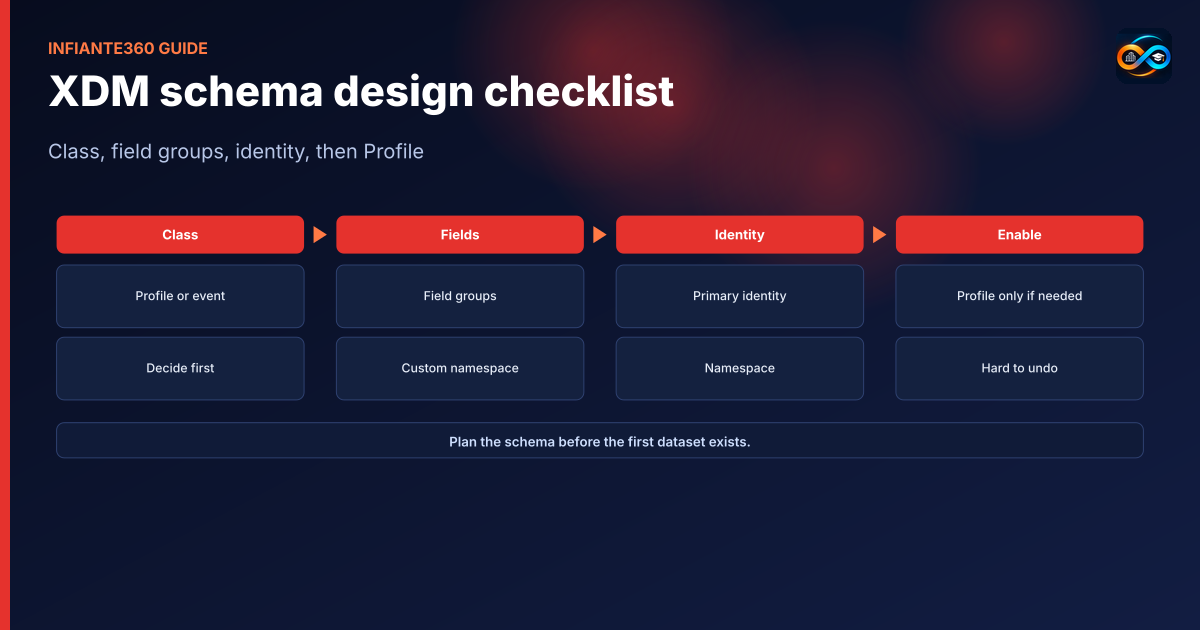 INFIANTE360 GUIDE
XDM schema design checklist
Class, field groups, identity, then Profile
Class
Fields
Identity
Enable
Profile or event
Field groups
Primary identity
Profile only if needed
Decide first
Custom namespace
Namespace
Hard to undo
Plan the schema before the first dataset exists.